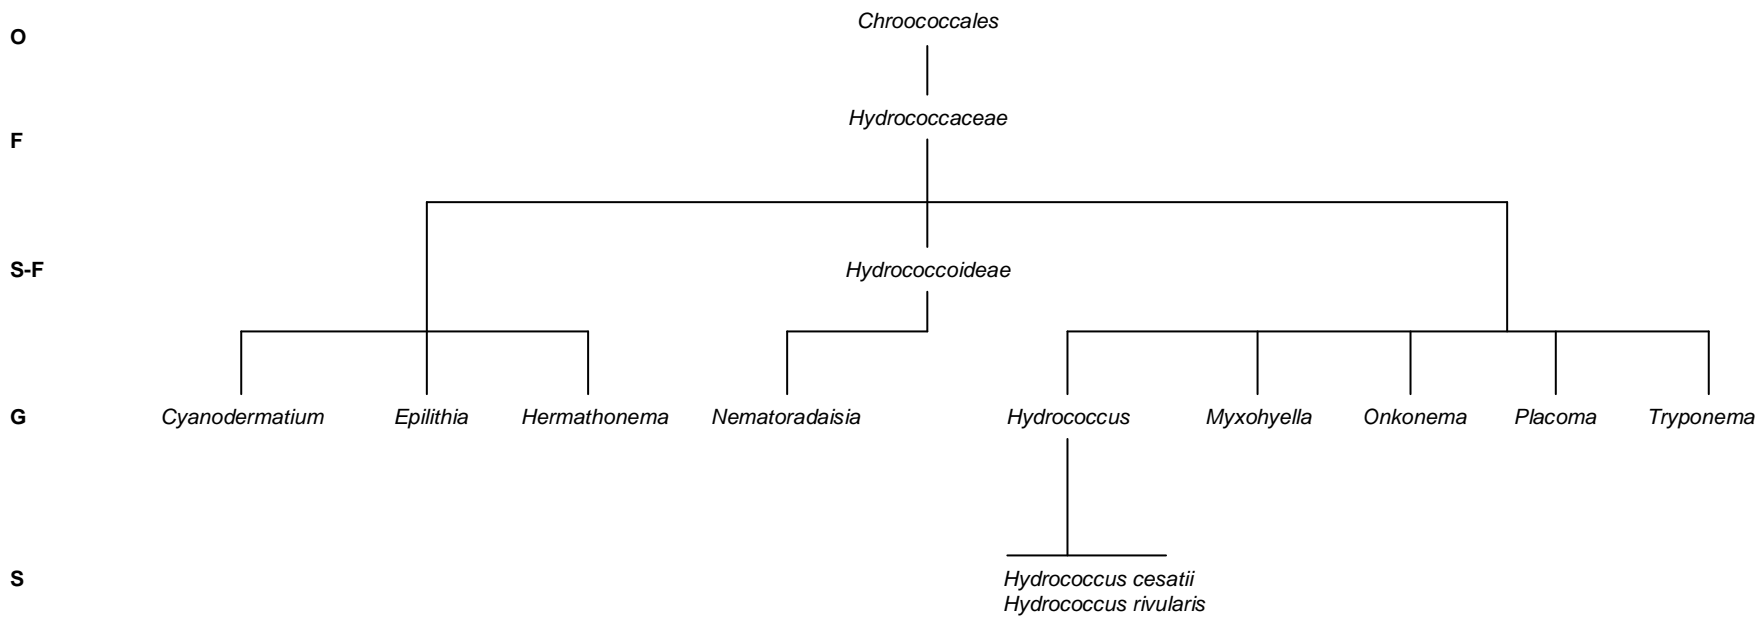 O
Chroococcales
F
Hydrococcaceae
S-F
Hydrococcoideae
G
Cyanodermatium Epilithia Hermathonema Nematoradaisia Hydrococcus Myxohyella Onkonema Placoma Tryponema
S
Hydrococcus cesatii
Hydrococcus rivularis